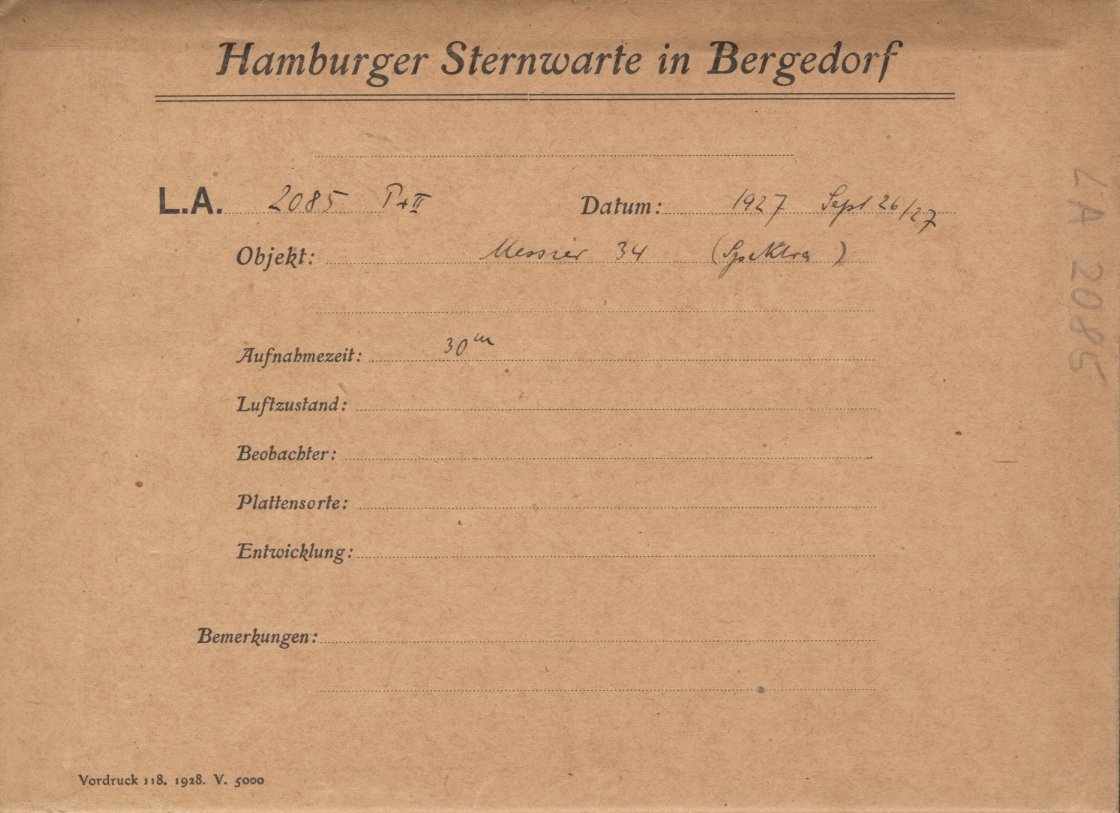 Hamburger Sternwarte in Bergedorf
L.A. 2085 I+II Datum: 1927 Sept 26/27
Objekt: Messier 34 (Spektra)
Aufnahmezeit: 30m
Luftzustand:
Beobachter:
Plattensorte:
Entwicklung:
Bemerkungen:
Vordruck 118. 1928. V. 5000
LA 2085